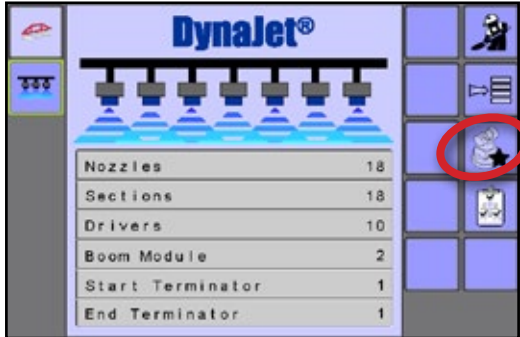 DynaJet®
Nozzles 18
Sections 18
Drivers 10
Boom Module 2
Start Terminator 1
End Terminator 1